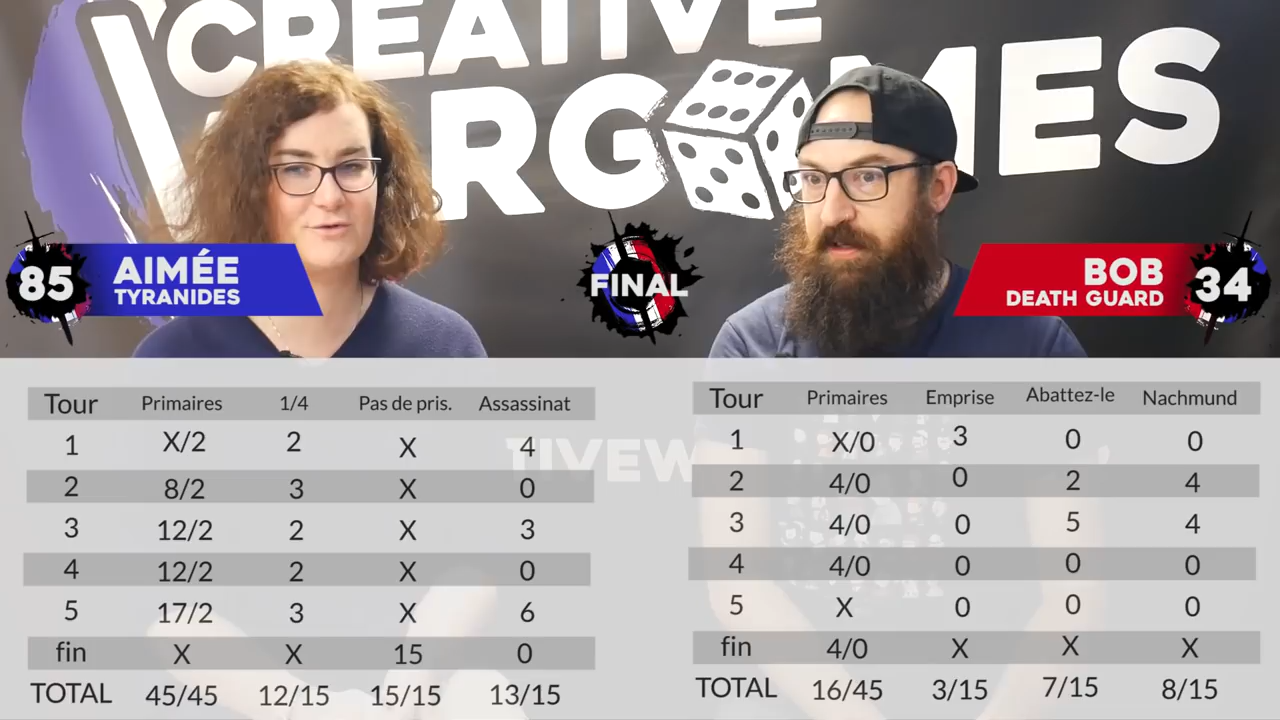 CREATIVE
RG MES
85 AIMÉE
TYRANIDES
FINAL
BOB 34
DEATH GUARD
Tour Primaires 1/4 Pas de pris. Assassinat
1 X/2 2 X 4
2 8/2 3 X 0
3 12/2 2 X 3
4 12/2 2 X 0
5 17/2 3 X 6
fin X X 15 0
TOTAL 45/45 12/15 15/15 13/15
Tour Primaires Emprise Abattez-le Nachmund
1 X/0 3 0 0
2 4/0 0 2 4
3 4/0 0 5 4
4 4/0 0 0 0
5 X 0 0 0
fin 4/0 X X X
TOTAL 16/45 3/15 7/15 8/15